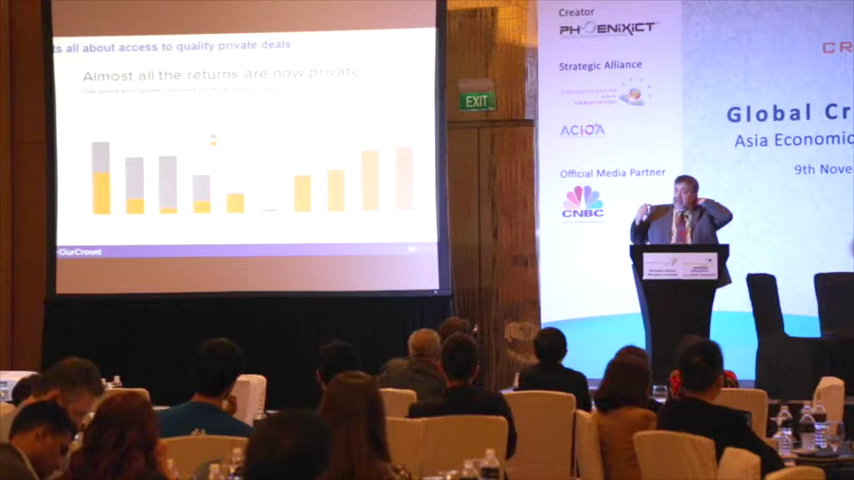 ts all about access to quality private deals
Almost all the returns are now private
OurCrowd
EXIT
Creator
PHOENIXICT
Strategic Alliance
ACIOA
Official Media Partner
CNBC
CR
Global Cr
Asia Economic
9th Nove